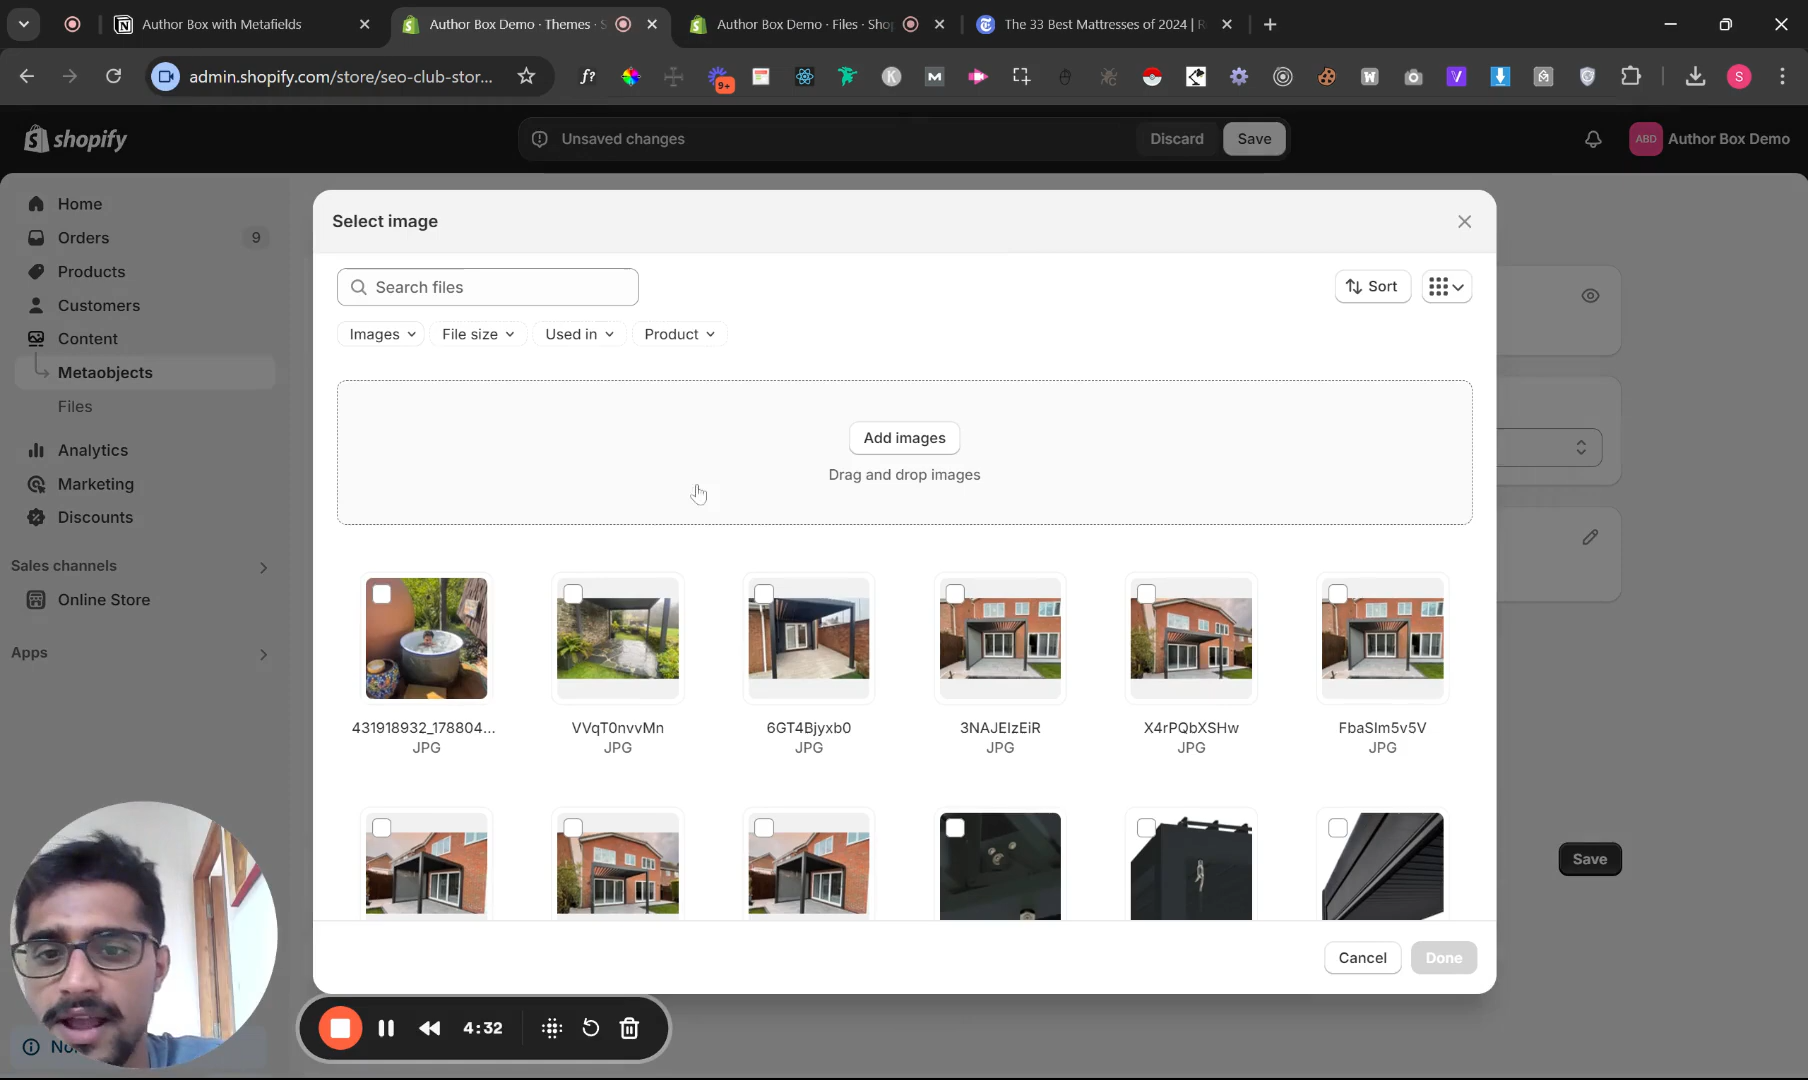 Author Box with Metafields
Author Box Demo · Themes · S
Author Box Demo · Files · Sho
The 33 Best Mattresses of 2024 | R
admin.shopify.com/store/seo-club-stor...
f?
9+
K
M
W
V
S
shopify
Unsaved changes
Discard
Save
ABD
Author Box Demo
Home
Orders
9
Products
Customers
Content
Metaobjects
Files
Analytics
Marketing
Discounts
Sales channels
Online Store
Apps
Select image
Search files
Sort
Images
File size
Used in
Product
Add images
Drag and drop images
431918932_178804...
JPG
VVqT0nvvMn
JPG
6GT4Bjyxb0
JPG
3NAJEIzEiR
JPG
X4rPQbXSHw
JPG
FbaSIm5v5V
JPG
Save
Cancel
Done
4:32